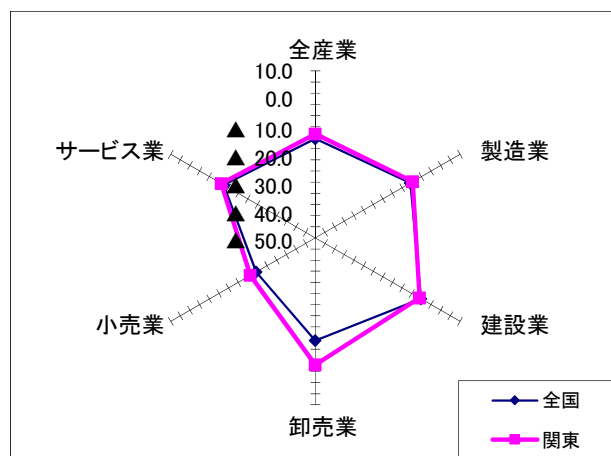 全産業
10.0
0.0
▲ 10.0
製造業
サービス業
▲ 20.0
▲ 30.0
▲ 40.0
▲ 50.0
小売業
建設業
卸売業
全国
関東